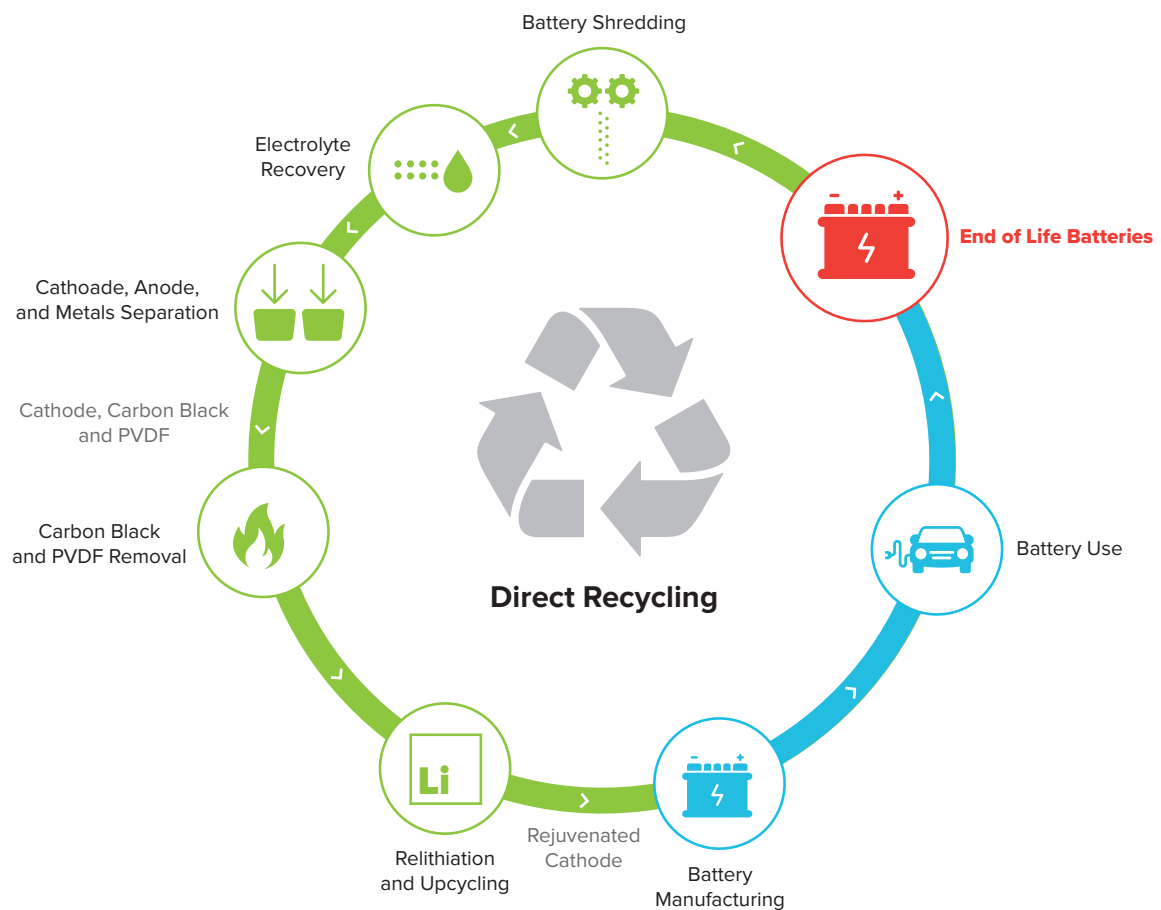 Battery Shredding
Electrolyte
Recovery
End of Life Batteries
Cathoade, Anode,
and Metals Separation
Cathode, Carbon Black
and PVDF
Carbon Black
and PVDF Removal
Battery Use
Direct Recycling
Li
Rejuvenated
Cathode
Relithiation
and Upcycling
Battery
Manufacturing